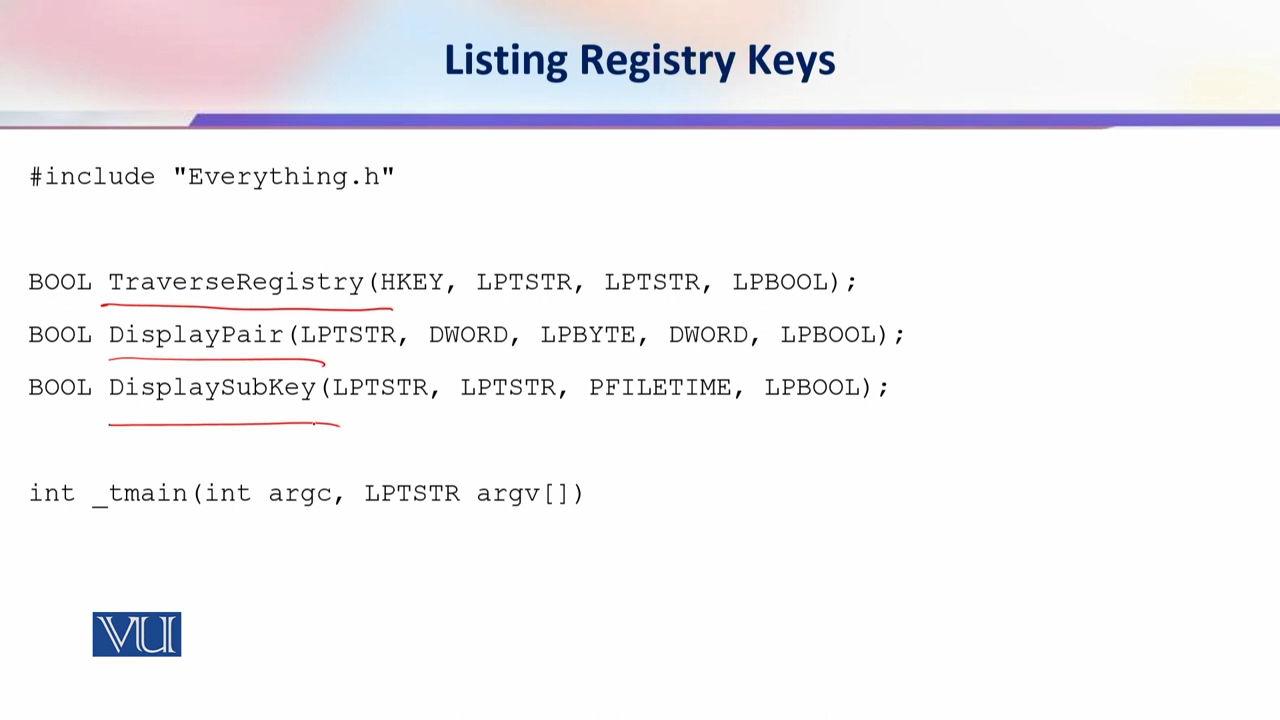 Listing Registry Keys
#include "Everything.h"
BOOL TraverseRegistry(HKEY, LPTSTR, LPTSTR, LPBOOL);
BOOL DisplayPair(LPTSTR, DWORD, LPBYTE, DWORD, LPBOOL);
BOOL DisplaySubKey(LPTSTR, LPTSTR, PFILETIME, LPBOOL);
int _tmain(int argc, LPTSTR argv[])
VU